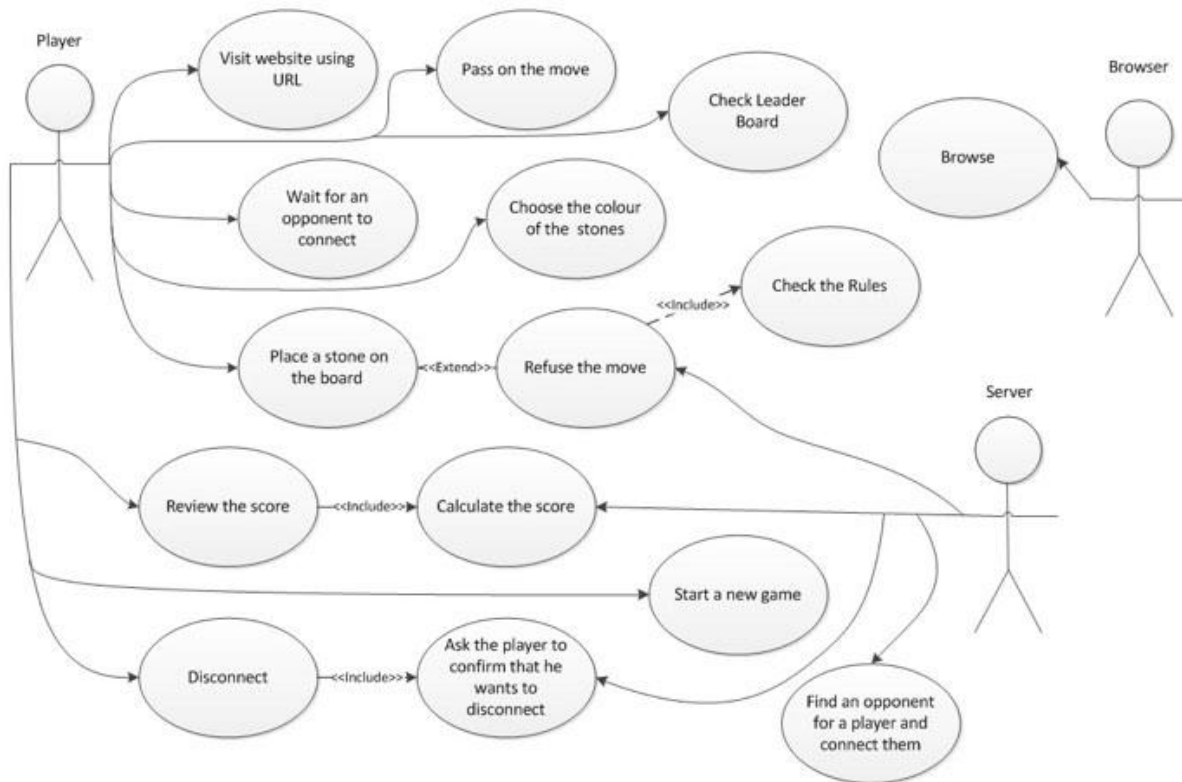 Player
Visit website using
URL
Pass on the move
Check Leader
Board
Browser
Browse
Wait for an
opponent to
connect
Choose the colour
of the  stones
Check the Rules
<<Include>>
Place a stone on
the board
<<Extend>>
Refuse the move
Server
Review the score
<<Include>>
Calculate the score
Start a new game
Disconnect
<<Include>>
Ask the player to
confirm that he
wants to
disconnect
Find an opponent
for a player and
connect them